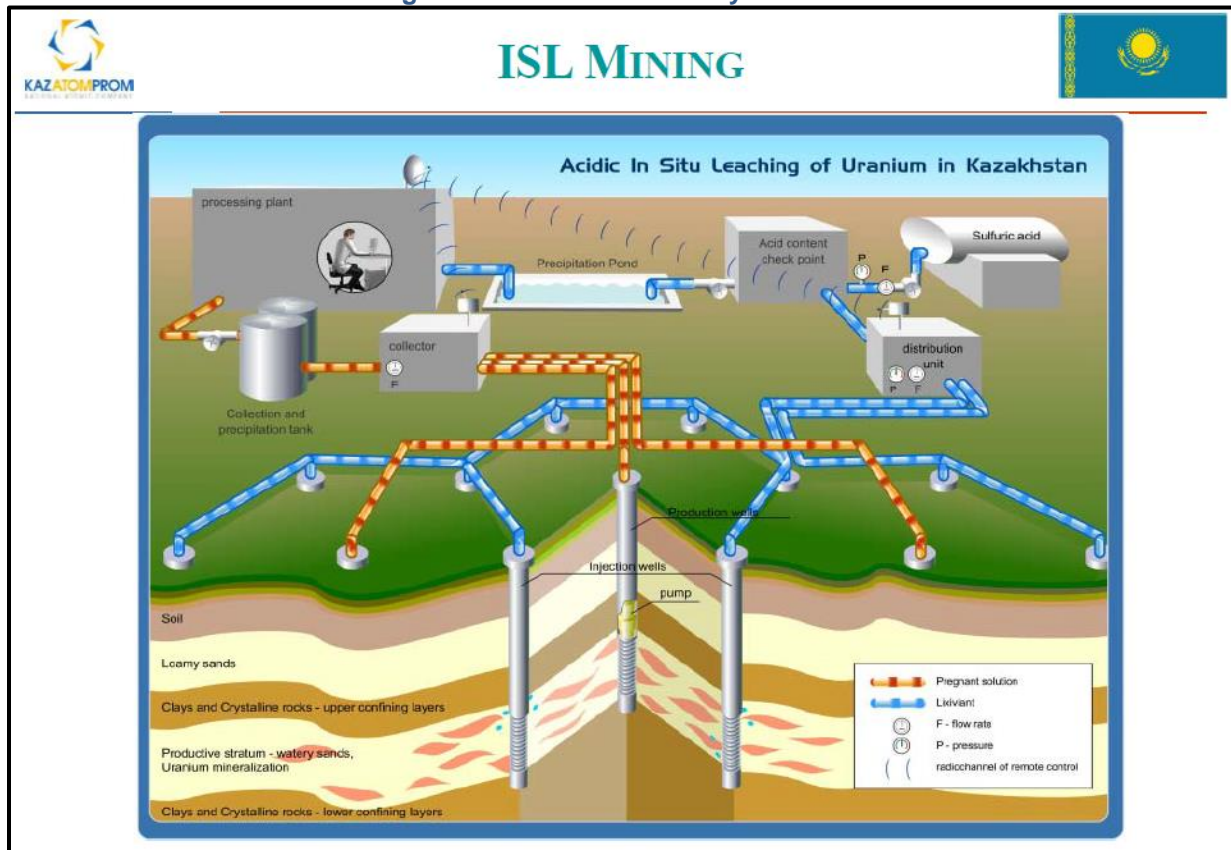 KAZATOMPROM
NATIONAL ATOMIC COMPANY
ISL MINING
Acidic In Situ Leaching of Uranium in Kazakhstan
processing plant
Precipitation Pond
Acid content
check point
Sulfuric acid
P
F
collector
F
distribution
unit
P F
Collection and
precipitation tank
Production wells
Injection wells
pump
Soil
Loamy sands
Clays and Crystalline rocks - upper confining layers
Productive stratum - watery sands,
Uranium mineralization
Clays and Crystalline rocks - lower confining layers
Pregnant solution
Lixiviant
F - flow rate
P - pressure
radiochannel of remote control